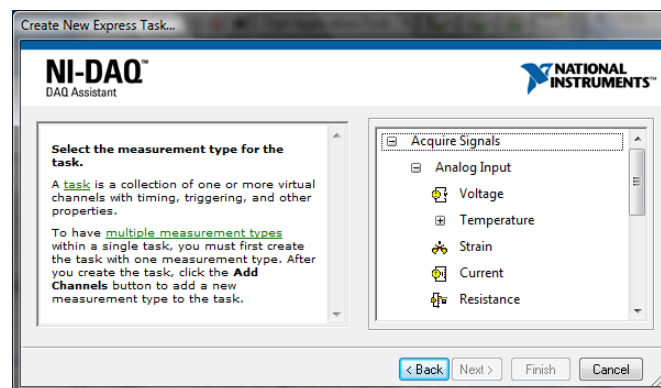 Create New Express Task...
NI-DAQ™
DAQ Assistant
NATIONAL
INSTRUMENTS™
Select the measurement type for the
task.
A task is a collection of one or more virtual
channels with timing, triggering, and other
properties.
To have multiple measurement types
within a single task, you must first create
the task with one measurement type. After
you create the task, click the Add
Channels button to add a new
measurement type to the task.
Acquire Signals
Analog Input
Voltage
Temperature
Strain
Current
Resistance
< Back
Next >
Finish
Cancel